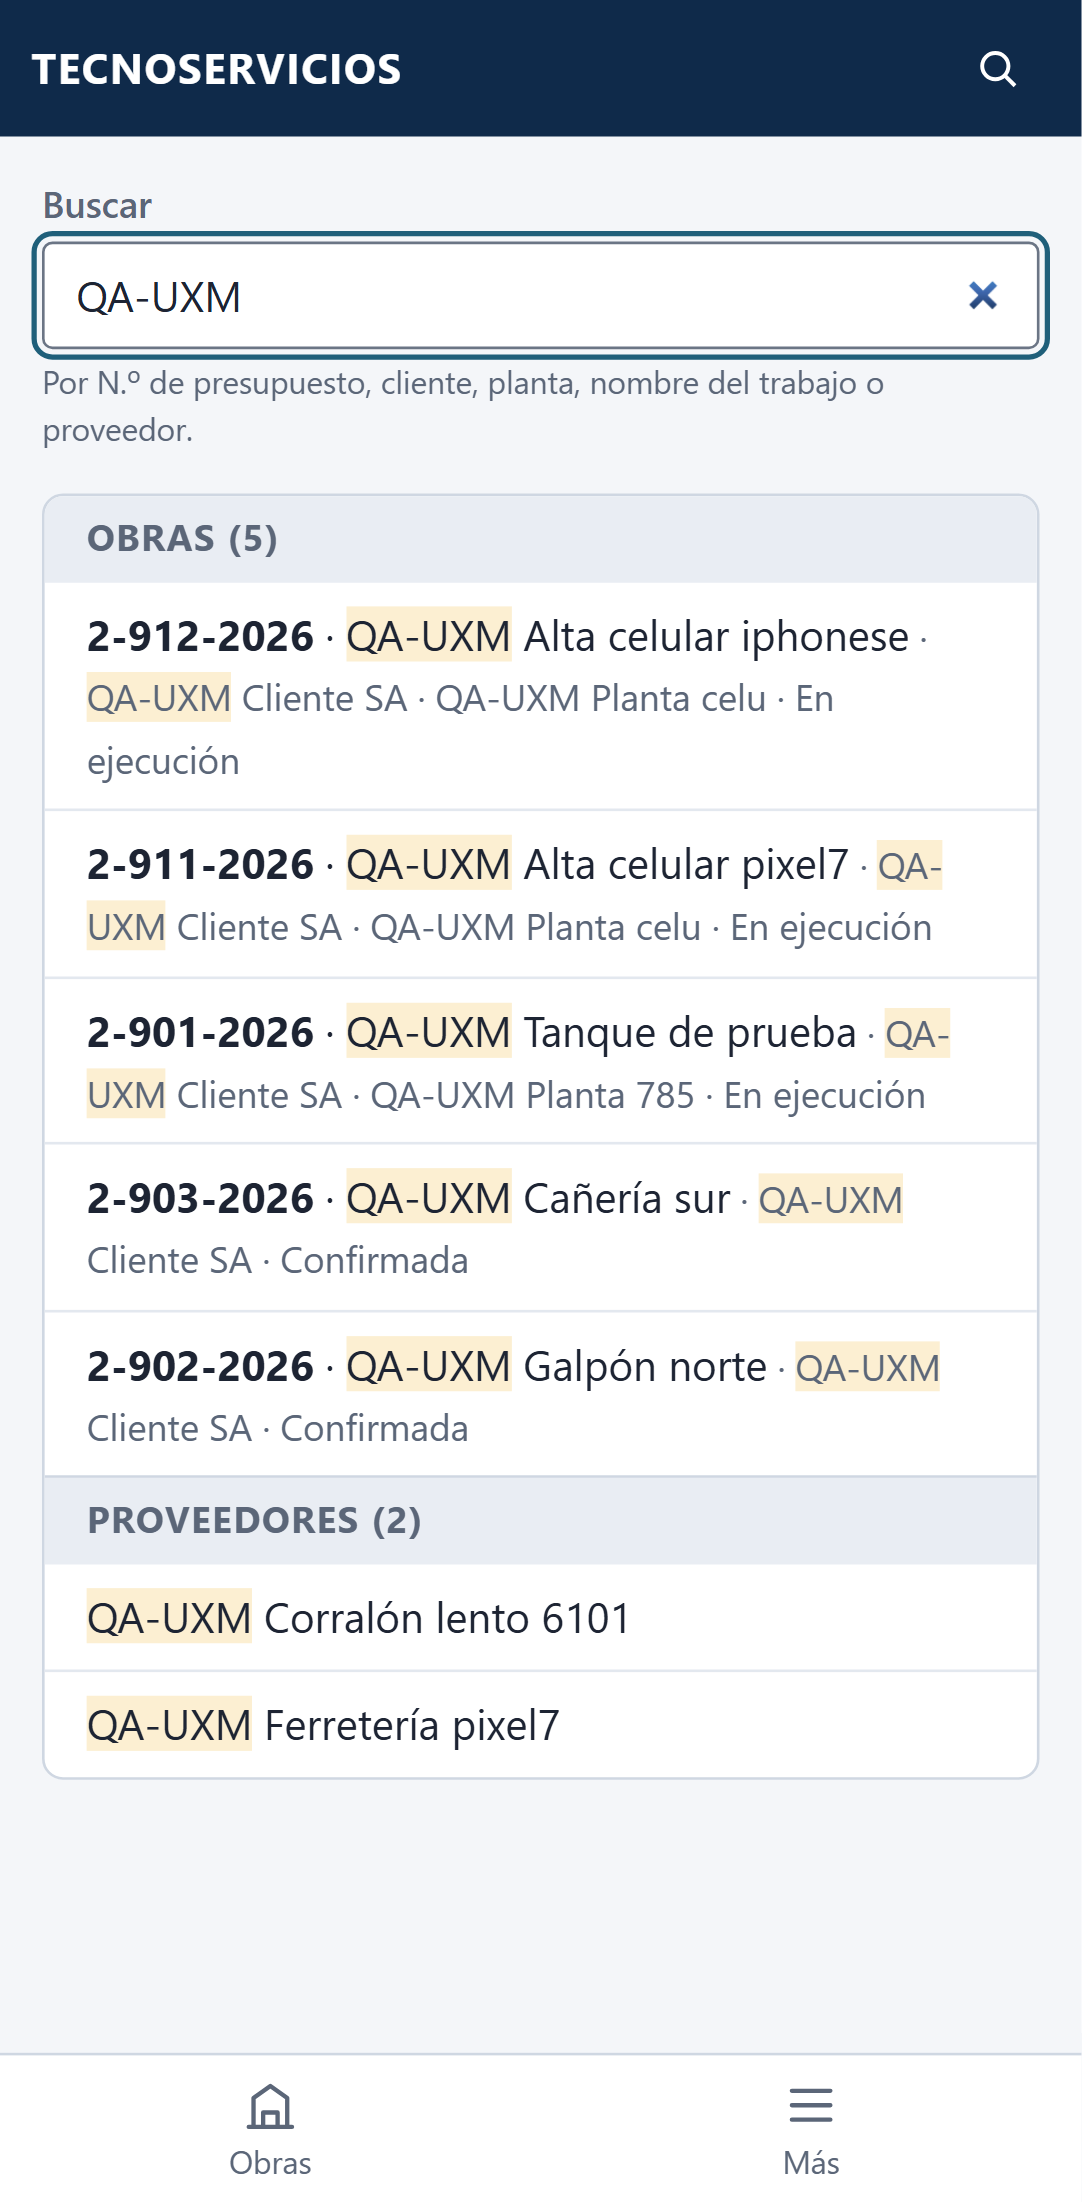 TECNOSERVICIOS
Buscar
QA-UXM
Por N.º de presupuesto, cliente, planta, nombre del trabajo o
proveedor.
OBRAS (5)
2-912-2026 · QA-UXM Alta celular iphonese ·
QA-UXM Cliente SA · QA-UXM Planta celu · En
ejecución
2-911-2026 · QA-UXM Alta celular pixel7 · QA-
UXM Cliente SA · QA-UXM Planta celu · En ejecución
2-901-2026 · QA-UXM Tanque de prueba · QA-
UXM Cliente SA · QA-UXM Planta 785 · En ejecución
2-903-2026 · QA-UXM Cañería sur · QA-UXM
Cliente SA · Confirmada
2-902-2026 · QA-UXM Galpón norte · QA-UXM
Cliente SA · Confirmada
PROVEEDORES (2)
QA-UXM Corralón lento 6101
QA-UXM Ferretería pixel7
Obras
Más